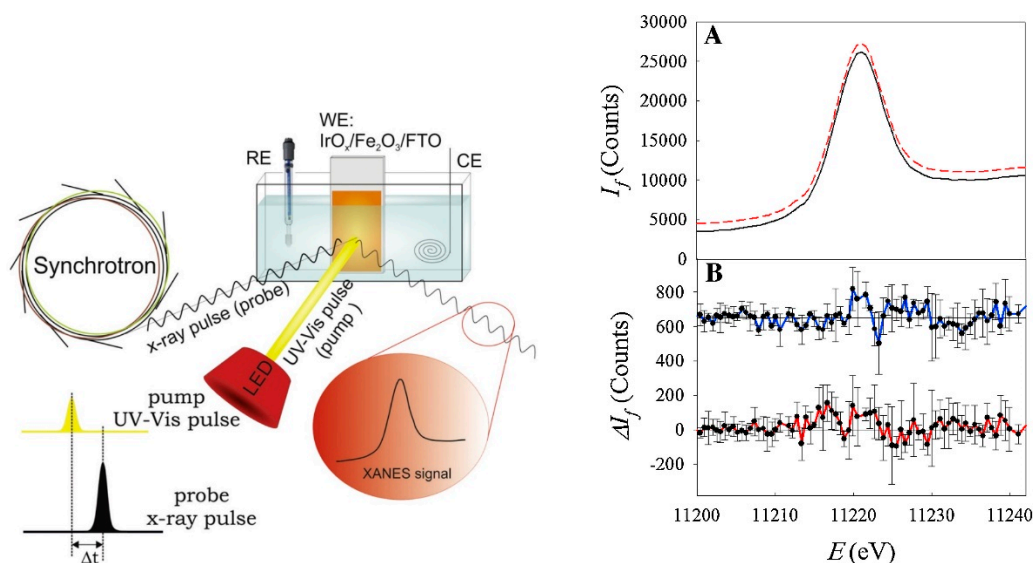 WE:
IrOₓ/Fe₂O₃/FTO
RE
CE
Synchrotron
x-ray pulse (probe)
UV-Vis pulse
(pump)
LED
pump
UV-Vis pulse
XANES signal
probe
x-ray pulse
Δt
A
30000
25000
20000
15000
10000
5000
0
I_f (Counts)
B
800
600
400
200
0
-200
ΔI_f (Counts)
11200 11210 11220 11230 11240
E (eV)